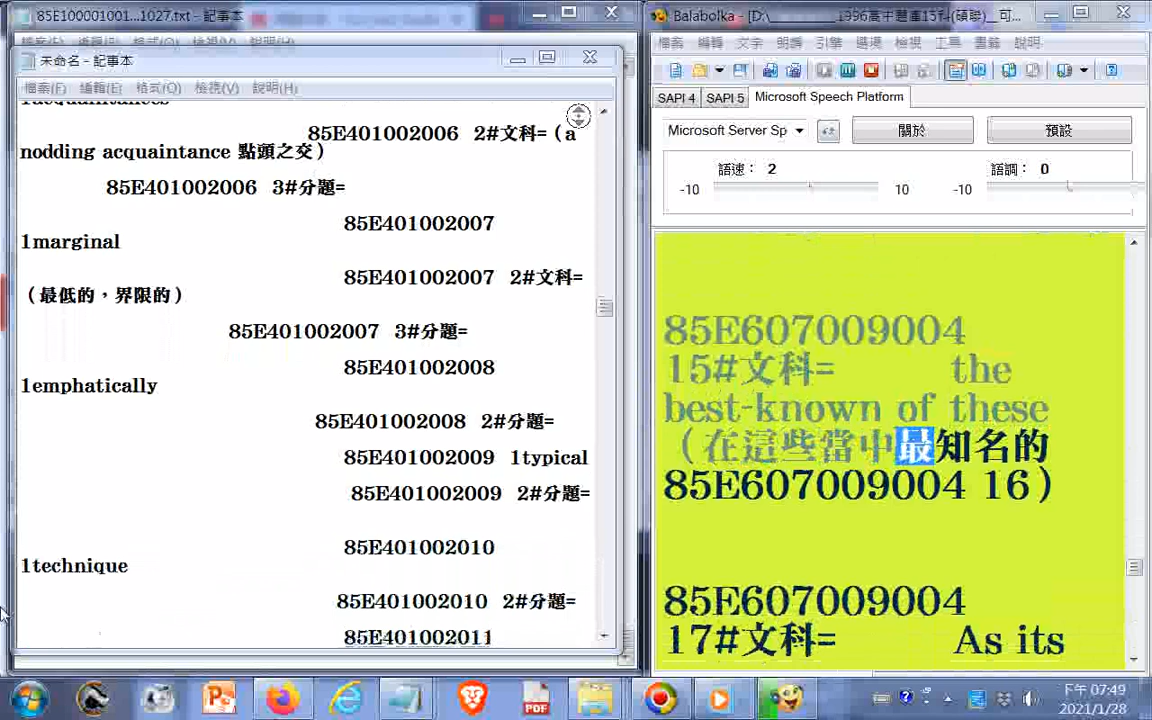 85E100001001...1027.txt - 記事本
未命名 - 記事本
檔案(F) 編輯(E) 格式(O) 檢視(V) 說明(H)
85E401002006 2#文科=（a
nodding acquaintance 點頭之交）
85E401002006 3#分題=
85E401002007
1marginal
85E401002007 2#文科=
（最低的，界限的）
85E401002007 3#分題=
85E401002008
1emphatically
85E401002008 2#分題=
85E401002009 1typical
85E401002009 2#分題=
85E401002010
1technique
85E401002010 2#分題=
85E401002011
Balabolka - [D:\
檔案 編輯 文字 朗讀 引擎 選項 檢視 工具 書籤 說明
SAPI 4 SAPI 5 Microsoft Speech Platform
Microsoft Server Sp 關於 預設
語速： 2 語調： 0
-10 10 -10
85E607009004
15#文科= the
best-known of these
（在這些當中最知名的
85E607009004 16）
85E607009004
17#文科= As its
PDF
下午 07:49
2021/1/28